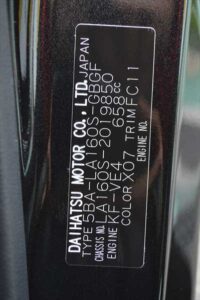 DAIHATSU MOTOR CO., LTD. JAPAN
TYPE 5BA-LA160S-GBGF
CHASSIS NO. LA160S-2019850
ENGINE KF-VE4 658cc
COLOR X07 TRIM FC11
ENGINE NO.